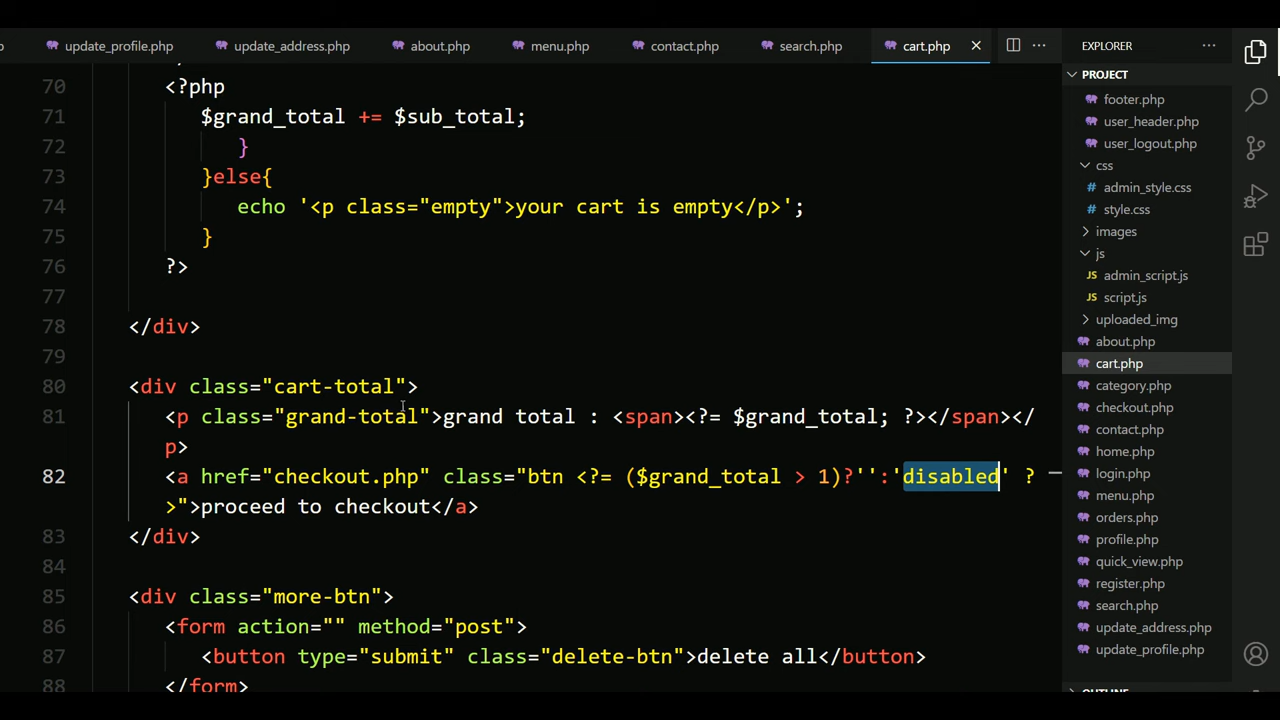 update_profile.php update_address.php about.php menu.php contact.php search.php cart.php × ···
EXPLORER ···
PROJECT
footer.php
user_header.php
user_logout.php
css
admin_style.css
style.css
images
js
admin_script.js
script.js
uploaded_img
about.php
cart.php
category.php
checkout.php
contact.php
home.php
login.php
menu.php
orders.php
profile.php
quick_view.php
register.php
search.php
update_address.php
update_profile.php
OUTLINE
70 <?php
71 $grand_total += $sub_total;
72 }
73 }else{
74 echo '<p class="empty">your cart is empty</p>';
75 }
76 ?>
77
78 </div>
79
80 <div class="cart-total">
81 <p class="grand-total">grand total : <span><?= $grand_total; ?></span></
p>
82 <a href="checkout.php" class="btn <?= ($grand_total > 1)?'':'disabled' ?
>">proceed to checkout</a>
83 </div>
84
85 <div class="more-btn">
86 <form action="" method="post">
87 <button type="submit" class="delete-btn">delete all</button>
88 </form>